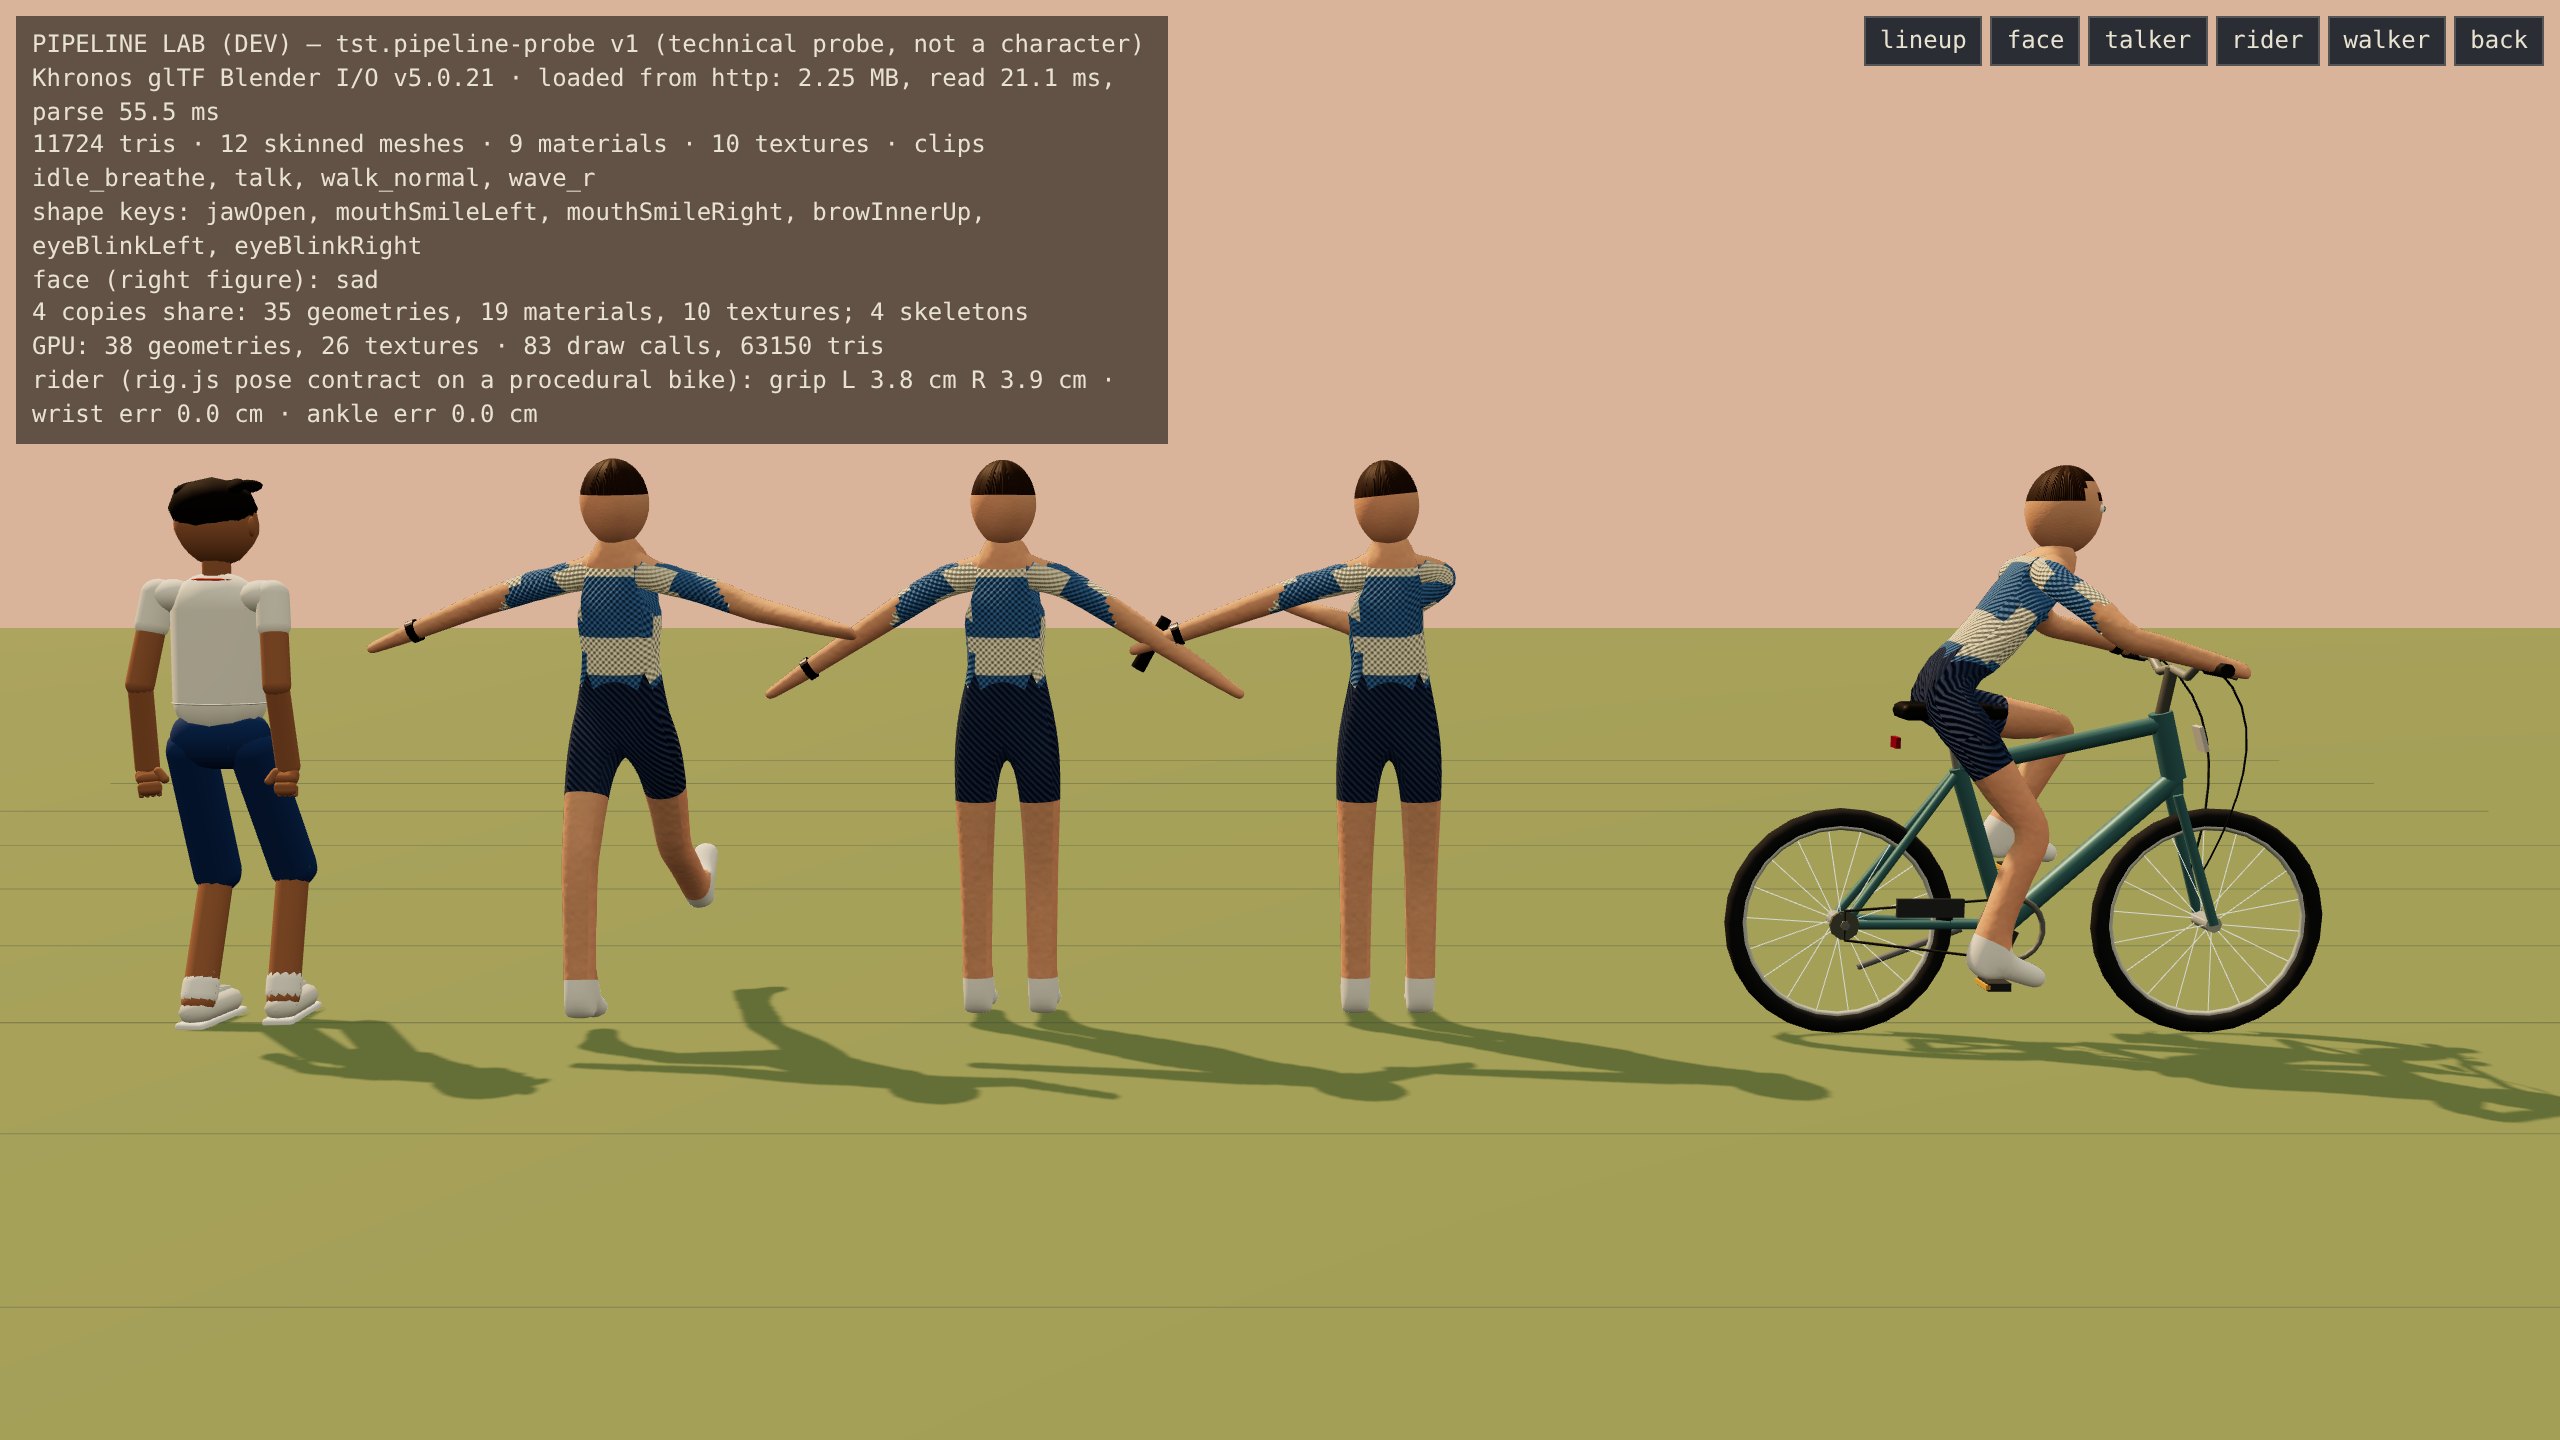 PIPELINE LAB (DEV) — tst.pipeline-probe v1 (technical probe, not a character)
Khronos glTF Blender I/O v5.0.21 · loaded from http: 2.25 MB, read 21.1 ms,
parse 55.5 ms
11724 tris · 12 skinned meshes · 9 materials · 10 textures · clips
idle_breathe, talk, walk_normal, wave_r
shape keys: jawOpen, mouthSmileLeft, mouthSmileRight, browInnerUp,
eyeBlinkLeft, eyeBlinkRight
face (right figure): sad
4 copies share: 35 geometries, 19 materials, 10 textures; 4 skeletons
GPU: 38 geometries, 26 textures · 83 draw calls, 63150 tris
rider (rig.js pose contract on a procedural bike): grip L 3.8 cm R 3.9 cm ·
wrist err 0.0 cm · ankle err 0.0 cm
lineup face talker rider walker back